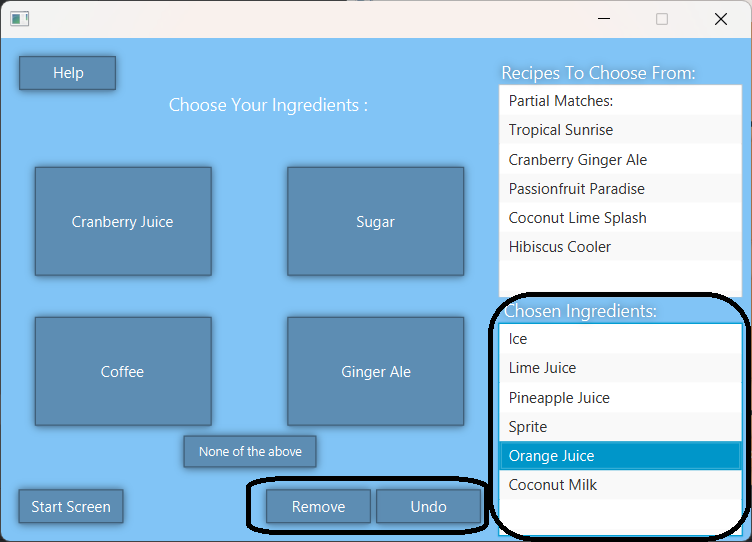 Help
Choose Your Ingredients :
Cranberry Juice
Sugar
Coffee
Ginger Ale
None of the above
Start Screen
Remove
Undo
Recipes To Choose From:
Partial Matches:
Tropical Sunrise
Cranberry Ginger Ale
Passionfruit Paradise
Coconut Lime Splash
Hibiscus Cooler
Chosen Ingredients:
Ice
Lime Juice
Pineapple Juice
Sprite
Orange Juice
Coconut Milk